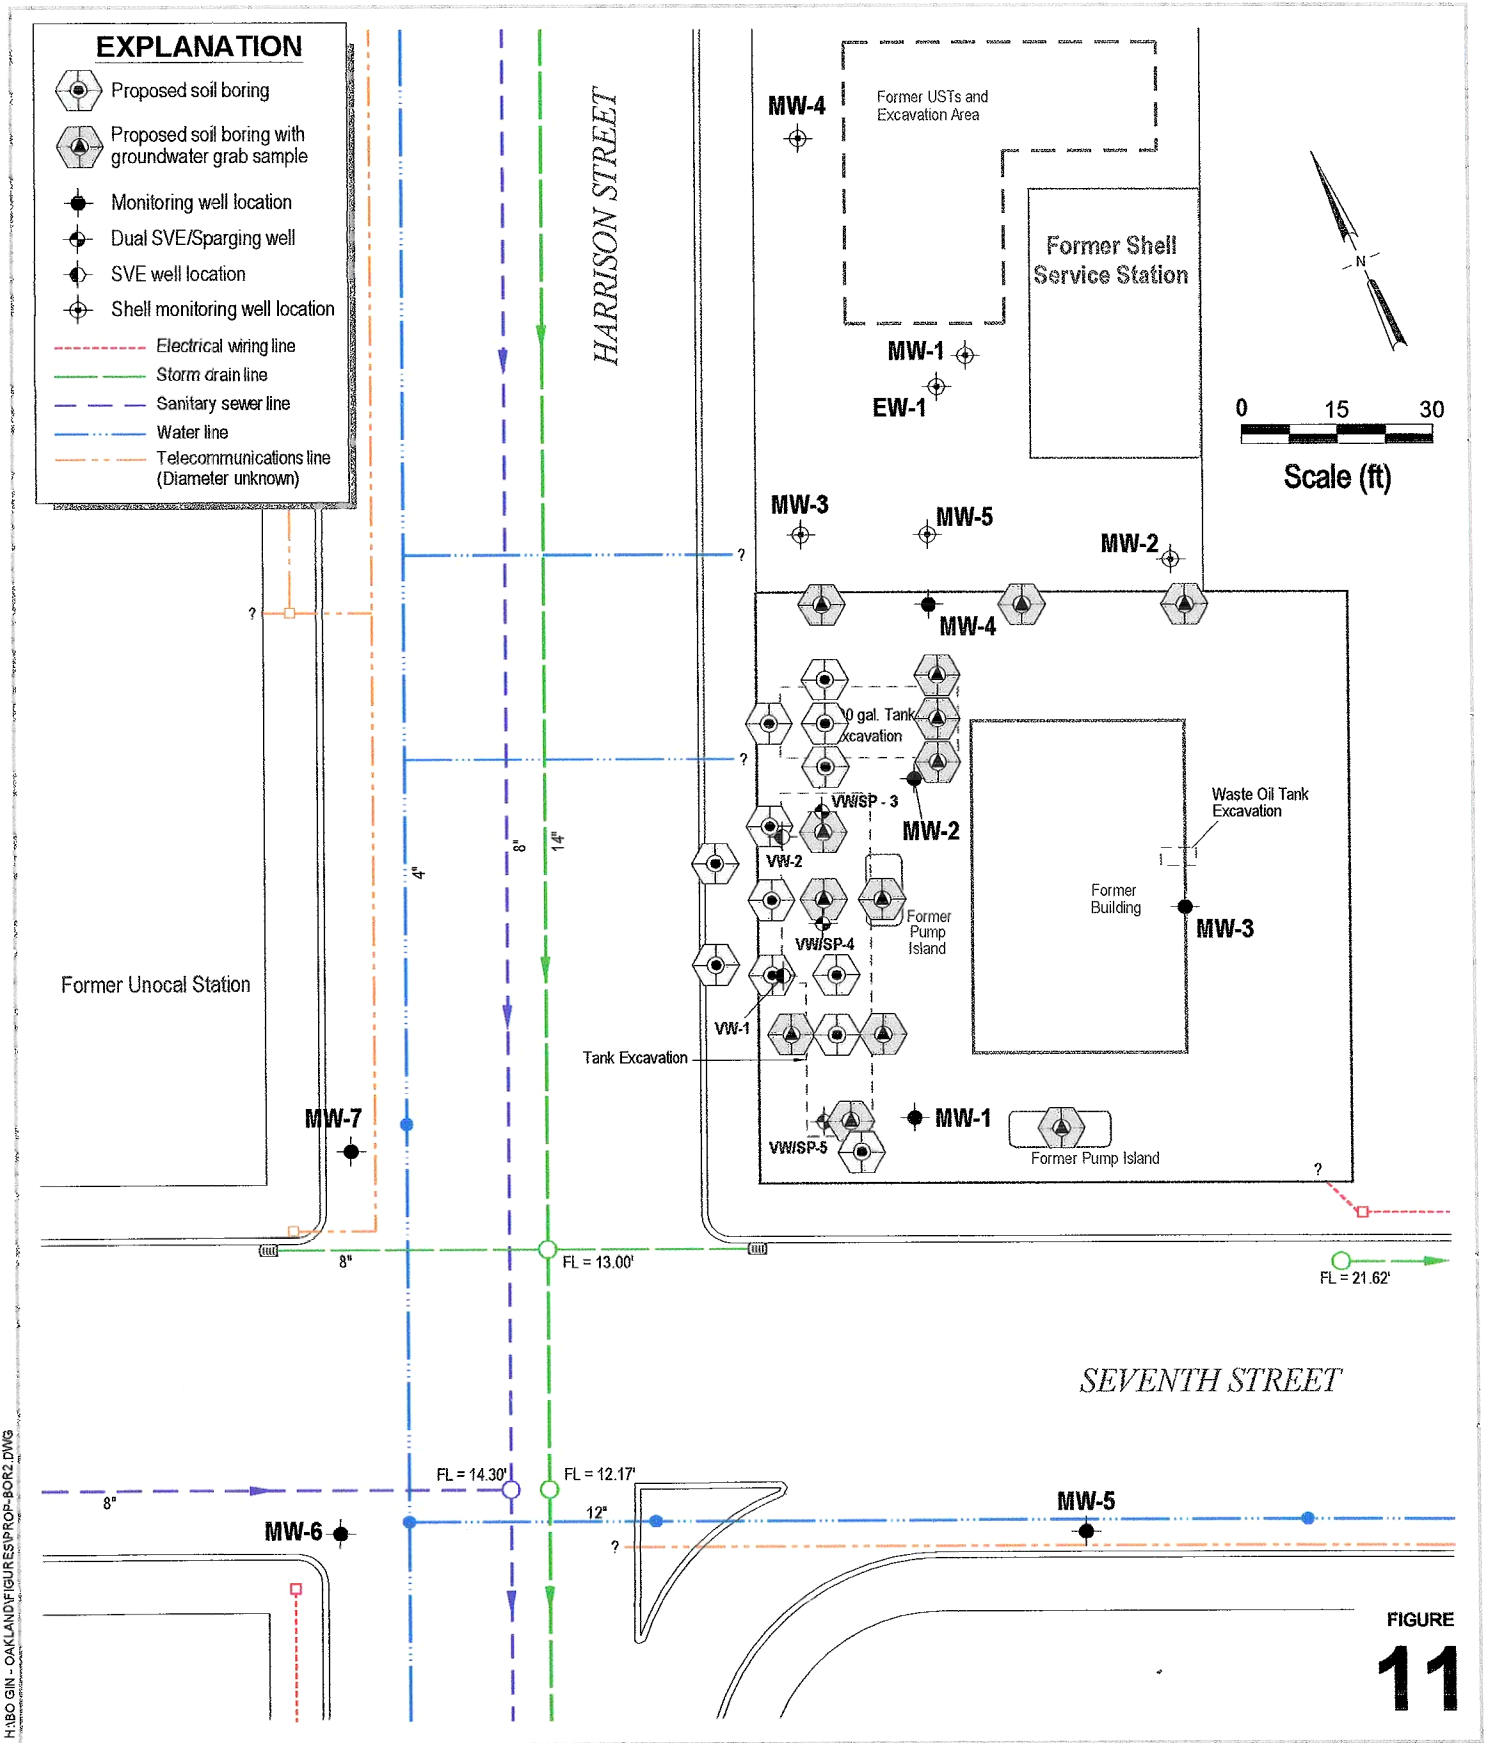 EXPLANATION
Proposed soil boring
Proposed soil boring with
groundwater grab sample
Monitoring well location
Dual SVE/Sparging well
SVE well location
Shell monitoring well location
Electrical wiring line
Storm drain line
Sanitary sewer line
Water line
Telecommunications line
(Diameter unknown)
HARRISON STREET
MW-4
Former USTs and
Excavation Area
Former Shell
Service Station
N
MW-1
EW-1
0 15 30
Scale (ft)
MW-3
MW-5
MW-2
?
?
MW-4
0 gal. Tank
xcavation
?
VW/SP - 3
MW-2
VW-2
Waste Oil Tank
Excavation
4"
8"
14"
Former
Building
MW-3
Former
Pump
Island
VW/SP-4
Former Unocal Station
VW-1
Tank Excavation
MW-7
MW-1
VW/SP-5
Former Pump Island
?
8"
FL = 13.00'
FL = 21.62'
SEVENTH STREET
FL = 14.30'
FL = 12.17'
8"
12"
MW-5
MW-6
?
FIGURE
11
H:\BO GIN - OAKLAND\FIGURES\PROP-BOR2.DWG